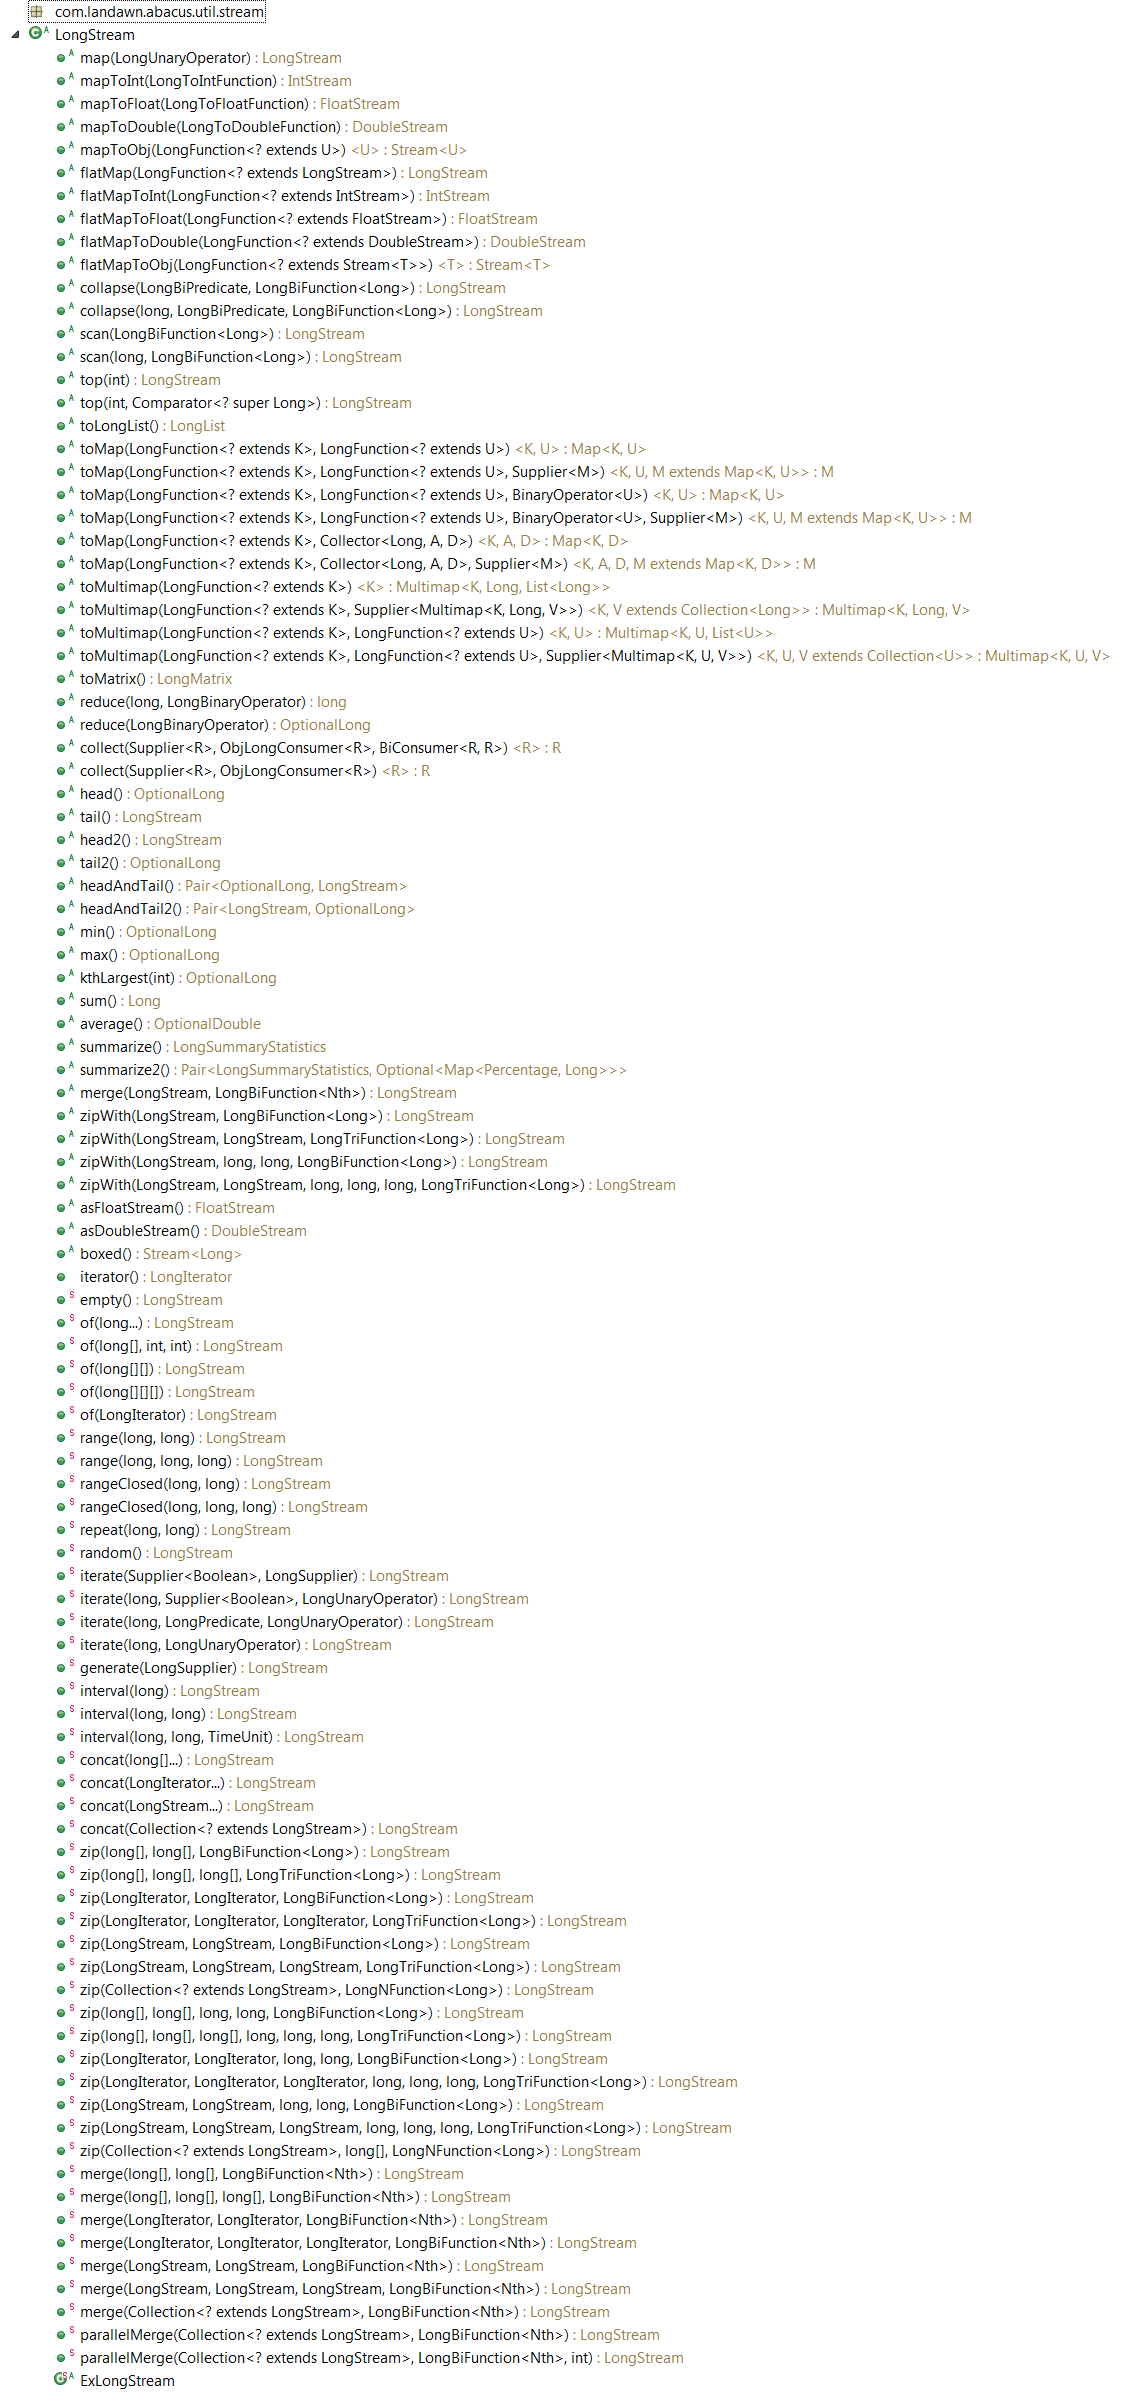 com.landawn.abacus.util.stream
LongStream
map(LongUnaryOperator) : LongStream
mapToInt(LongToIntFunction) : IntStream
mapToFloat(LongToFloatFunction) : FloatStream
mapToDouble(LongToDoubleFunction) : DoubleStream
mapToObj(LongFunction<? extends U>) <U> : Stream<U>
flatMap(LongFunction<? extends LongStream>) : LongStream
flatMapToInt(LongFunction<? extends IntStream>) : IntStream
flatMapToFloat(LongFunction<? extends FloatStream>) : FloatStream
flatMapToDouble(LongFunction<? extends DoubleStream>) : DoubleStream
flatMapToObj(LongFunction<? extends Stream<T>>) <T> : Stream<T>
collapse(LongBiPredicate, LongBiFunction<Long>) : LongStream
collapse(long, LongBiPredicate, LongBiFunction<Long>) : LongStream
scan(LongBiFunction<Long>) : LongStream
scan(long, LongBiFunction<Long>) : LongStream
top(int) : LongStream
top(int, Comparator<? super Long>) : LongStream
toLongList() : LongList
toMap(LongFunction<? extends K>, LongFunction<? extends U>) <K, U> : Map<K, U>
toMap(LongFunction<? extends K>, LongFunction<? extends U>, Supplier<M>) <K, U, M extends Map<K, U>> : M
toMap(LongFunction<? extends K>, LongFunction<? extends U>, BinaryOperator<U>) <K, U> : Map<K, U>
toMap(LongFunction<? extends K>, LongFunction<? extends U>, BinaryOperator<U>, Supplier<M>) <K, U, M extends Map<K, U>> : M
toMap(LongFunction<? extends K>, Collector<Long, A, D>) <K, A, D> : Map<K, D>
toMap(LongFunction<? extends K>, Collector<Long, A, D>, Supplier<M>) <K, A, D, M extends Map<K, D>> : M
toMultimap(LongFunction<? extends K>) <K> : Multimap<K, Long, List<Long>>
toMultimap(LongFunction<? extends K>, Supplier<Multimap<K, Long, V>>) <K, V extends Collection<Long>> : Multimap<K, Long, V>
toMultimap(LongFunction<? extends K>, LongFunction<? extends U>) <K, U> : Multimap<K, U, List<U>>
toMultimap(LongFunction<? extends K>, LongFunction<? extends U>, Supplier<Multimap<K, U, V>>) <K, U, V extends Collection<U>> : Multimap<K, U, V>
toMatrix() : LongMatrix
reduce(long, LongBinaryOperator) : long
reduce(LongBinaryOperator) : OptionalLong
collect(Supplier<R>, ObjLongConsumer<R>, BiConsumer<R, R>) <R> : R
collect(Supplier<R>, ObjLongConsumer<R>) <R> : R
head() : OptionalLong
tail() : LongStream
head2() : LongStream
tail2() : OptionalLong
headAndTail() : Pair<OptionalLong, LongStream>
headAndTail2() : Pair<LongStream, OptionalLong>
min() : OptionalLong
max() : OptionalLong
kthLargest(int) : OptionalLong
sum() : Long
average() : OptionalDouble
summarize() : LongSummaryStatistics
summarize2() : Pair<LongSummaryStatistics, Optional<Map<Percentage, Long>>>
merge(LongStream, LongBiFunction<Nth>) : LongStream
zipWith(LongStream, LongBiFunction<Long>) : LongStream
zipWith(LongStream, LongStream, LongTriFunction<Long>) : LongStream
zipWith(LongStream, long, long, LongBiFunction<Long>) : LongStream
zipWith(LongStream, LongStream, long, long, long, LongTriFunction<Long>) : LongStream
asFloatStream() : FloatStream
asDoubleStream() : DoubleStream
boxed() : Stream<Long>
iterator() : LongIterator
empty() : LongStream
of(long...) : LongStream
of(long[], int, int) : LongStream
of(long[][]) : LongStream
of(long[][][]) : LongStream
of(LongIterator) : LongStream
range(long, long) : LongStream
range(long, long, long) : LongStream
rangeClosed(long, long) : LongStream
rangeClosed(long, long, long) : LongStream
repeat(long, long) : LongStream
random() : LongStream
iterate(Supplier<Boolean>, LongSupplier) : LongStream
iterate(long, Supplier<Boolean>, LongUnaryOperator) : LongStream
iterate(long, LongPredicate, LongUnaryOperator) : LongStream
iterate(long, LongUnaryOperator) : LongStream
generate(LongSupplier) : LongStream
interval(long) : LongStream
interval(long, long) : LongStream
interval(long, long, TimeUnit) : LongStream
concat(long[]...) : LongStream
concat(LongIterator...) : LongStream
concat(LongStream...) : LongStream
concat(Collection<? extends LongStream>) : LongStream
zip(long[], long[], LongBiFunction<Long>) : LongStream
zip(long[], long[], long[], LongTriFunction<Long>) : LongStream
zip(LongIterator, LongIterator, LongBiFunction<Long>) : LongStream
zip(LongIterator, LongIterator, LongIterator, LongTriFunction<Long>) : LongStream
zip(LongStream, LongStream, LongBiFunction<Long>) : LongStream
zip(LongStream, LongStream, LongStream, LongTriFunction<Long>) : LongStream
zip(Collection<? extends LongStream>, LongNFunction<Long>) : LongStream
zip(long[], long[], long, long, LongBiFunction<Long>) : LongStream
zip(long[], long[], long[], long, long, long, LongTriFunction<Long>) : LongStream
zip(LongIterator, LongIterator, long, long, LongBiFunction<Long>) : LongStream
zip(LongIterator, LongIterator, LongIterator, long, long, long, LongTriFunction<Long>) : LongStream
zip(LongStream, LongStream, long, long, LongBiFunction<Long>) : LongStream
zip(LongStream, LongStream, LongStream, long, long, long, LongTriFunction<Long>) : LongStream
zip(Collection<? extends LongStream>, long[], LongNFunction<Long>) : LongStream
merge(long[], long[], LongBiFunction<Nth>) : LongStream
merge(long[], long[], long[], LongBiFunction<Nth>) : LongStream
merge(LongIterator, LongIterator, LongBiFunction<Nth>) : LongStream
merge(LongIterator, LongIterator, LongIterator, LongBiFunction<Nth>) : LongStream
merge(LongStream, LongStream, LongBiFunction<Nth>) : LongStream
merge(LongStream, LongStream, LongStream, LongBiFunction<Nth>) : LongStream
merge(Collection<? extends LongStream>, LongBiFunction<Nth>) : LongStream
parallelMerge(Collection<? extends LongStream>, LongBiFunction<Nth>) : LongStream
parallelMerge(Collection<? extends LongStream>, LongBiFunction<Nth>, int) : LongStream
ExLongStream